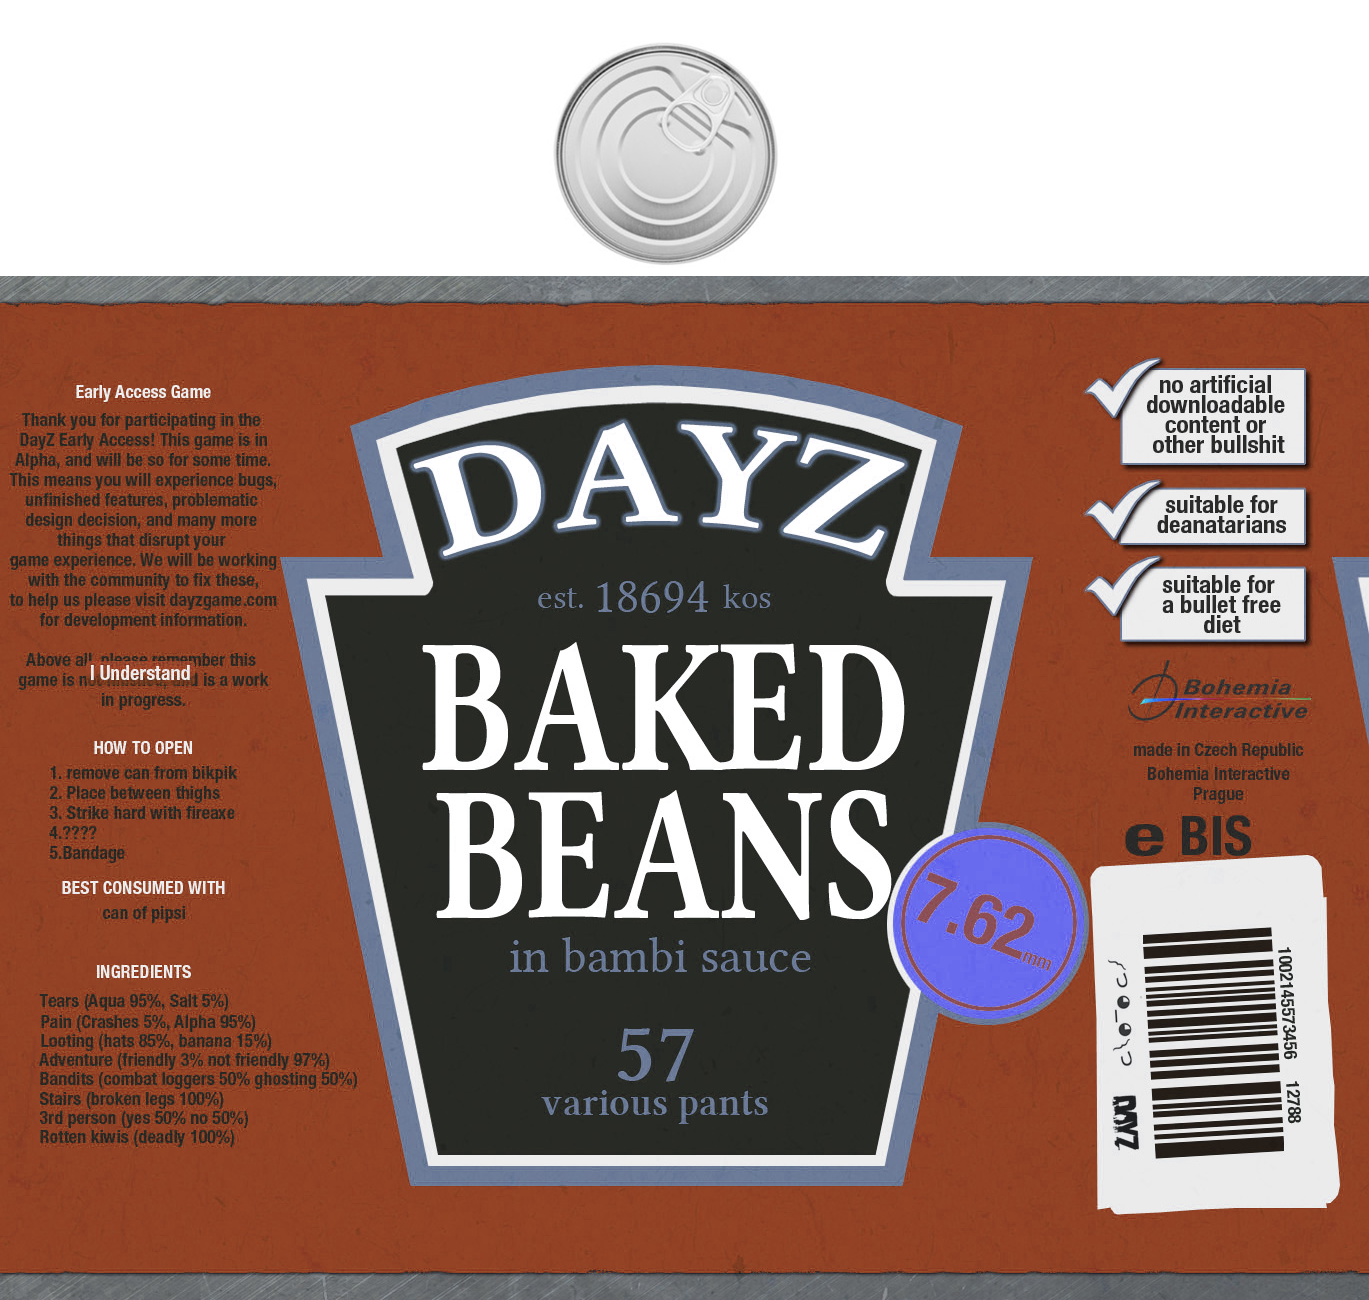 Early Access Game
Thank you for participating in the
DayZ Early Access! This game is in
Alpha, and will be so for some time.
This means you will experience bugs,
unfinished features, problematic
design decision, and many more
things that disrupt your
game experience. We will be working
with the community to fix these,
to help us please visit dayzgame.com
for development information.
Above all, please remember this
I Understand
game is not finished, and is a work
in progress.
HOW TO OPEN
1. remove can from bikpik
2. Place between thighs
3. Strike hard with fireaxe
4.????
5.Bandage
BEST CONSUMED WITH
can of pipsi
INGREDIENTS
Tears (Aqua 95%, Salt 5%)
Pain (Crashes 5%, Alpha 95%)
Looting (hats 85%, banana 15%)
Adventure (friendly 3% not friendly 97%)
Bandits (combat loggers 50% ghosting 50%)
Stairs (broken legs 100%)
3rd person (yes 50% no 50%)
Rotten kiwis (deadly 100%)
DAYZ
est. 18694 kos
BAKED
BEANS
in bambi sauce
57
various pants
7.62mm
no artificial
downloadable
content or
other bullshit
suitable for
deanatarians
suitable for
a bullet free
diet
Bohemia
Interactive
made in Czech Republic
Bohemia Interactive
Prague
e BIS
1002145573456 12788
DAYZ